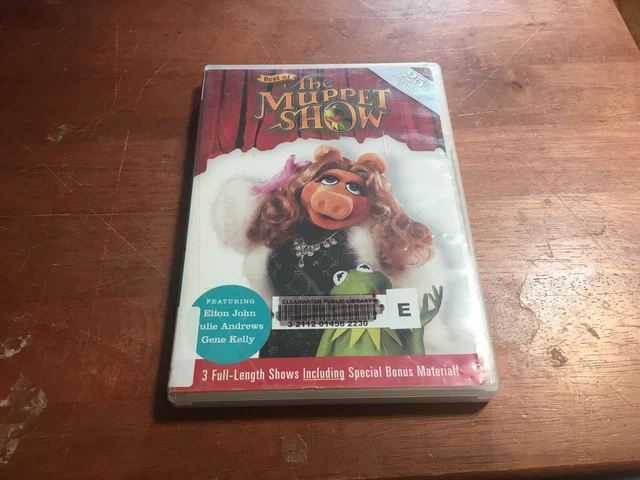 Best of
The
MUPPET
SHOW
25
FEATURING
Elton John
ulie Andrews
Gene Kelly
CLEARWATER PUBLIC LIBRARY
3 2112 01456 2230
E
3 Full-Length Shows Including Special Bonus Material!